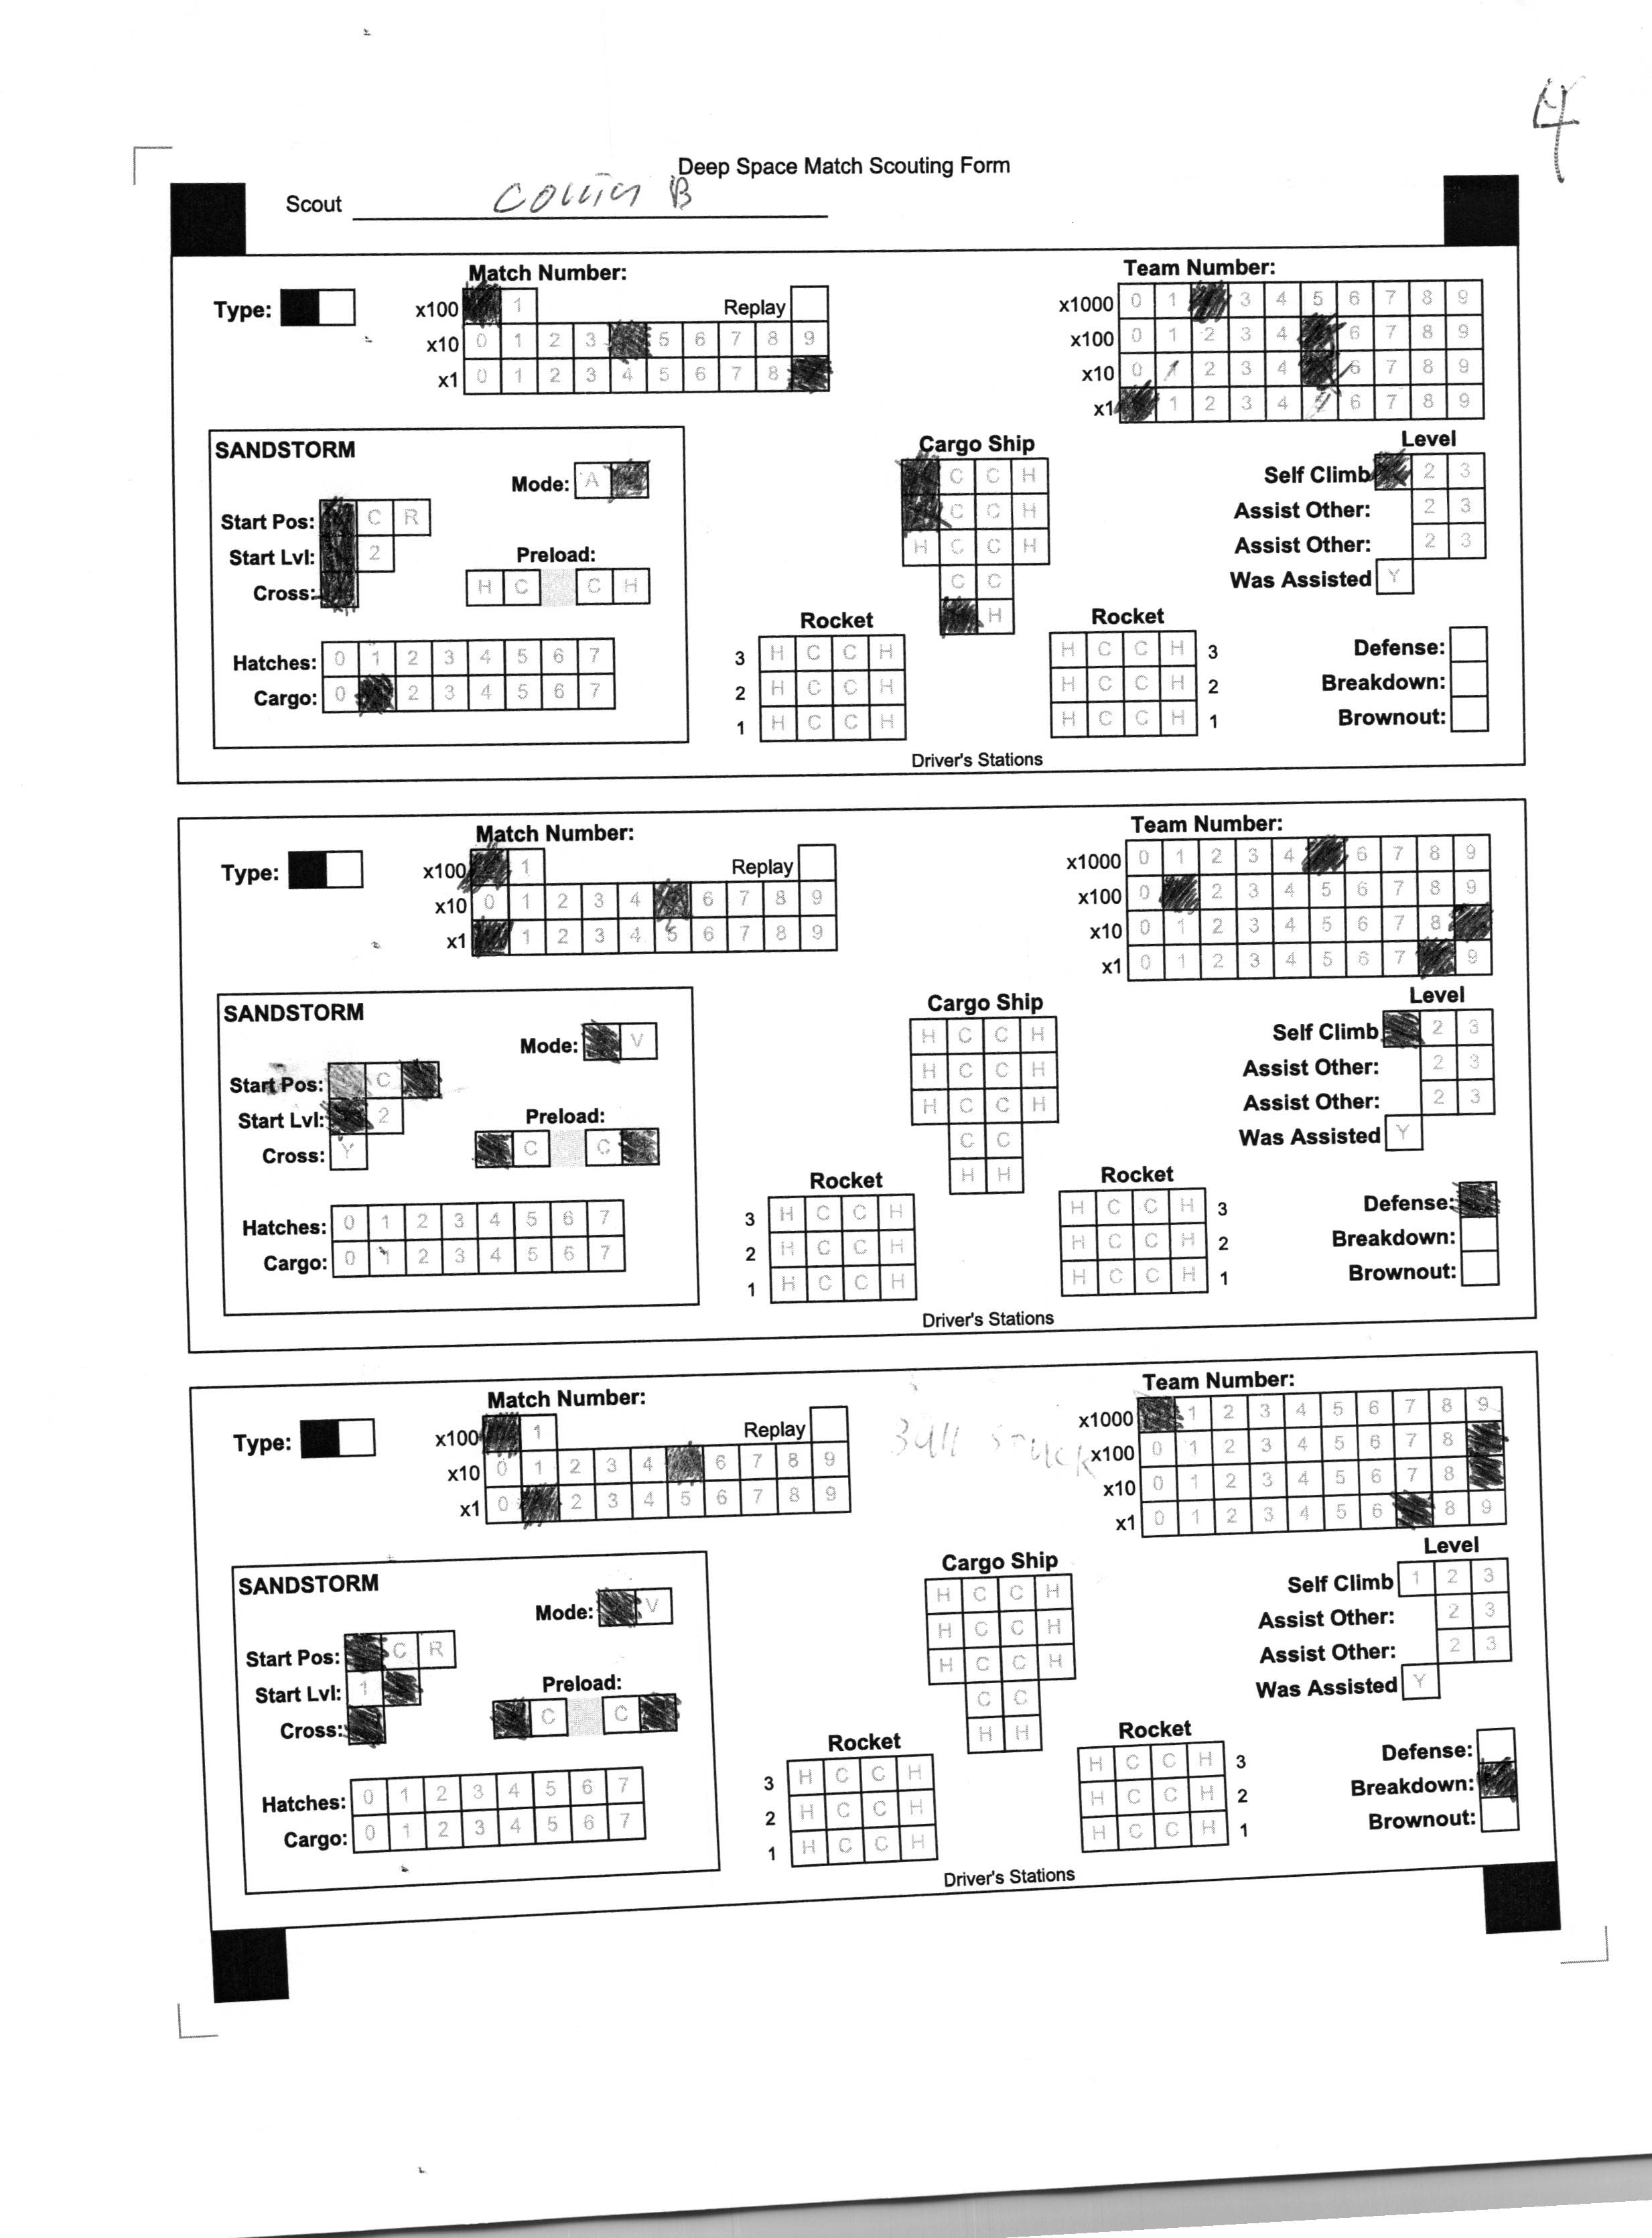 4
Deep Space Match Scouting Form
Scout Collin B
Match Number:
Team Number:
Type:
x100 1 Replay
x1000 0 1 3 4 5 6 7 8 9
x10 0 1 2 3 5 6 7 8 9
x100 0 1 2 3 4 6 7 8 9
x1 0 1 2 3 4 5 6 7 8
x10 0 1 2 3 4 6 7 8 9
x1 1 2 3 4 5 6 7 8 9
SANDSTORM
Mode: A
Start Pos: C R
Start Lvl: 2
Cross:
Preload:
H C C H
Hatches: 0 1 2 3 4 5 6 7
Cargo: 0 2 3 4 5 6 7
Cargo Ship
C C H
C C H
H C C H
C C
H
Rocket
3 H C C H
2 H C C H
1 H C C H
Rocket
H C C H 3
H C C H 2
H C C H 1
Driver's Stations
Level
Self Climb 2 3
Assist Other: 2 3
Assist Other: 2 3
Was Assisted Y
Defense:
Breakdown:
Brownout:
Match Number:
Team Number:
Type:
x100 1 Replay
x1000 0 1 2 3 4 6 7 8 9
x10 0 1 2 3 4 6 7 8 9
x100 0 2 3 4 5 6 7 8 9
x1 1 2 3 4 5 6 7 8 9
x10 0 1 2 3 4 5 6 7 8
x1 0 1 2 3 4 5 6 7 9
SANDSTORM
Mode: V
Start Pos: C
Start Lvl: 2
Cross: Y
Preload:
C C
Hatches: 0 1 2 3 4 5 6 7
Cargo: 0 1 2 3 4 5 6 7
Cargo Ship
H C C H
H C C H
H C C H
C C
H H
Rocket
3 H C C H
2 H C C H
1 H C C H
Rocket
H C C H 3
H C C H 2
H C C H 1
Driver's Stations
Level
Self Climb 2 3
Assist Other: 2 3
Assist Other: 2 3
Was Assisted Y
Defense:
Breakdown:
Brownout:
Match Number:
Team Number:
Type:
x100 1 Replay
Ball stuck
x1000 1 2 3 4 5 6 7 8 9
x10 0 1 2 3 4 6 7 8 9
x100 0 1 2 3 4 5 6 7 8
x1 0 2 3 4 5 6 7 8 9
x10 0 1 2 3 4 5 6 7 8
x1 0 1 2 3 4 5 6 8 9
SANDSTORM
Mode: V
Start Pos: C R
Start Lvl: 1
Cross:
Preload:
C C
Hatches: 0 1 2 3 4 5 6 7
Cargo: 0 1 2 3 4 5 6 7
Cargo Ship
H C C H
H C C H
H C C H
C C
H H
Rocket
3 H C C H
2 H C C H
1 H C C H
Rocket
H C C H 3
H C C H 2
H C C H 1
Driver's Stations
Level
Self Climb 1 2 3
Assist Other: 2 3
Assist Other: 2 3
Was Assisted Y
Defense:
Breakdown:
Brownout: